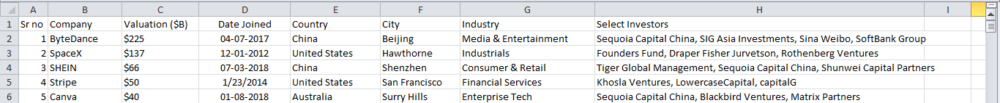 A B C D E F G H I
1 Sr no Company Valuation ($B) Date Joined Country City Industry Select Investors
2 1 ByteDance $225 04-07-2017 China Beijing Media & Entertainment Sequoia Capital China, SIG Asia Investments, Sina Weibo, SoftBank Group
3 2 SpaceX $137 12-01-2012 United States Hawthorne Industrials Founders Fund, Draper Fisher Jurvetson, Rothenberg Ventures
4 3 SHEIN $66 07-03-2018 China Shenzhen Consumer & Retail Tiger Global Management, Sequoia Capital China, Shunwei Capital Partners
5 4 Stripe $50 1/23/2014 United States San Francisco Financial Services Khosla Ventures, LowercaseCapital, capitalG
6 5 Canva $40 01-08-2018 Australia Surry Hills Enterprise Tech Sequoia Capital China, Blackbird Ventures, Matrix Partners